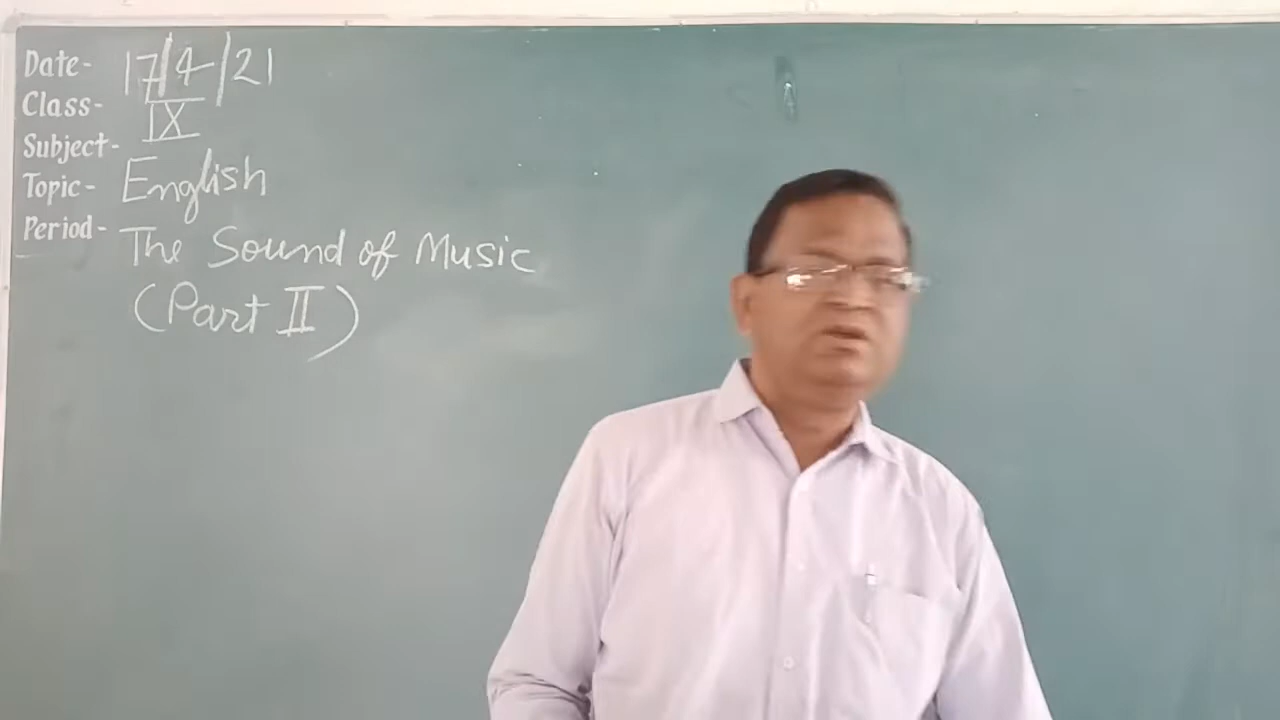 Date- 17/4/21
Class- IX
Subject-
Topic- English
Period- The Sound of Music
(Part II)